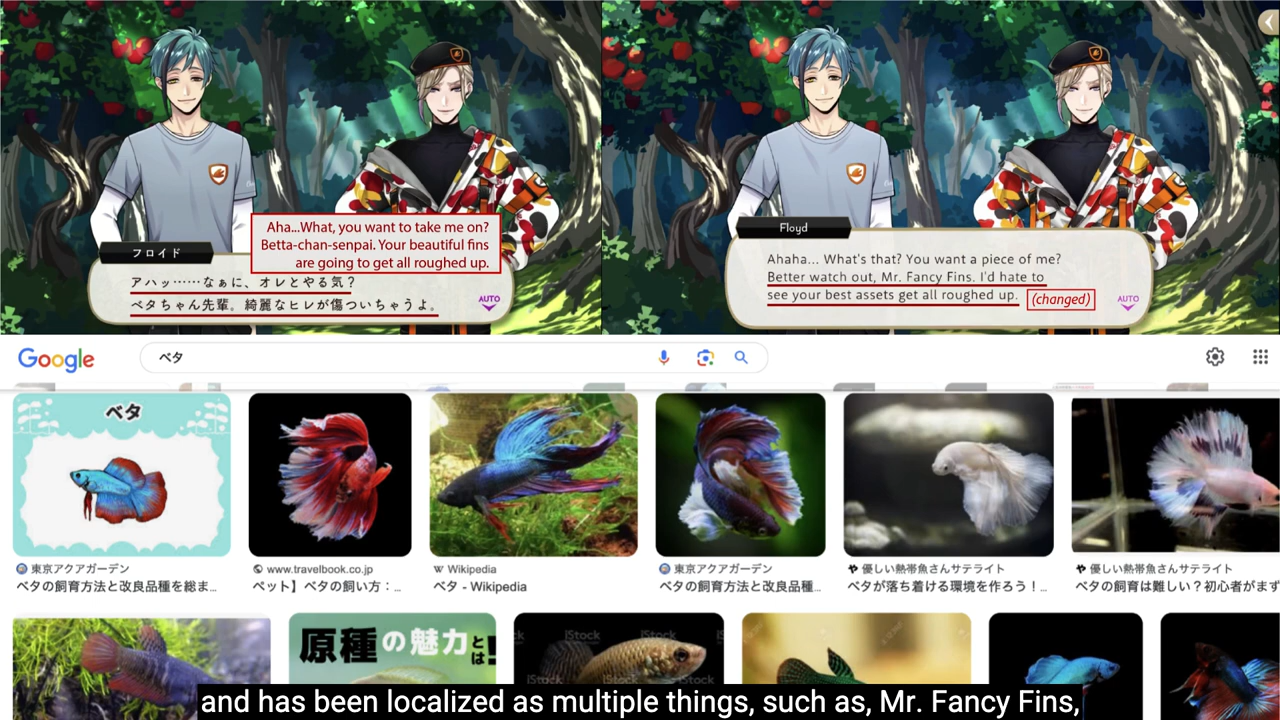 フロイド
Aha...What, you want to take me on?
Betta-chan-senpai. Your beautiful fins
are going to get all roughed up.
アハッ……なぁに、オレとやる気？
ベタちゃん先輩。綺麗なヒレが傷ついちゃうよ。
AUTO
Floyd
Ahaha... What's that? You want a piece of me?
Better watch out, Mr. Fancy Fins. I'd hate to
see your best assets get all roughed up.
(changed)
AUTO
Google
ベタ
ベタ
東京アクアガーデン
ベタの飼育方法と改良品種を総ま...
www.travelbook.co.jp
ペット】ベタの飼い方：...
Wikipedia
ベタ - Wikipedia
東京アクアガーデン
ベタの飼育方法と改良品種...
優しい熱帯魚さんサテライト
ベタが落ち着ける環境を作ろう！...
優しい熱帯魚さんサテライト
ベタの飼育は難しい？初心者がまず
原種の魅力とは!
iStock
iStock
and has been localized as multiple things, such as, Mr. Fancy Fins,